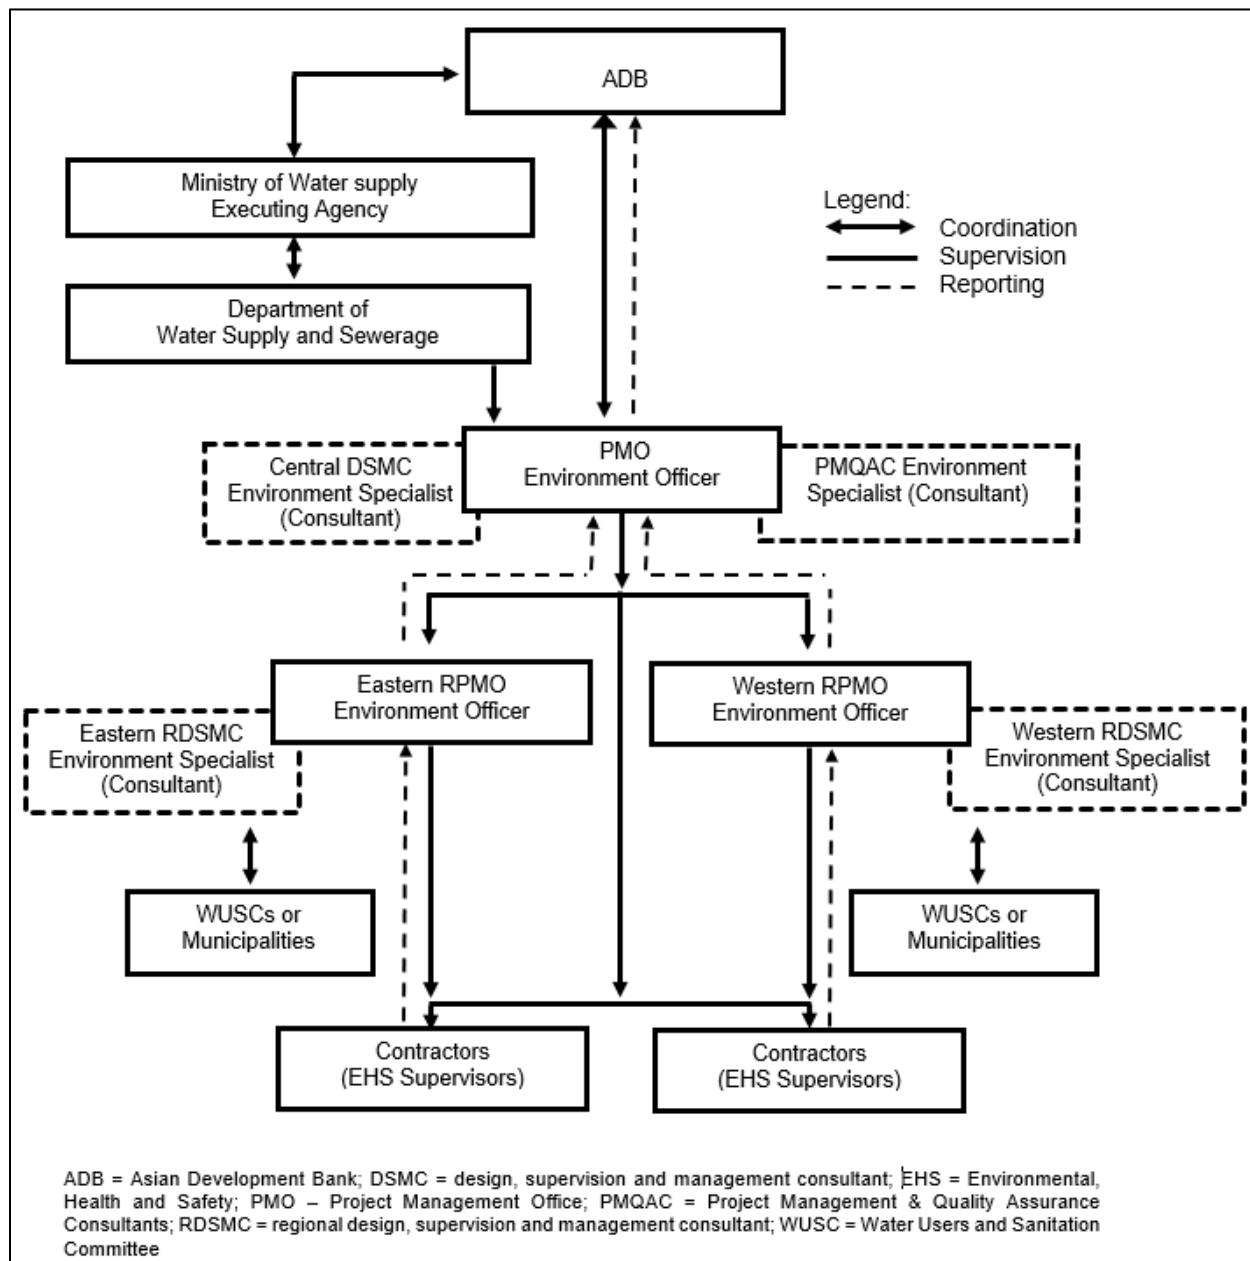 ADB
Ministry of Water supply
Executing Agency
Legend:
Coordination
Supervision
Reporting
Department of
Water Supply and Sewerage
Central DSMC
Environment Specialist
(Consultant)
PMO
Environment Officer
PMQAC Environment
Specialist (Consultant)
Eastern RPMO
Environment Officer
Western RPMO
Environment Officer
Eastern RDSMC
Environment Specialist
(Consultant)
Western RDSMC
Environment Specialist
(Consultant)
WUSCs or
Municipalities
WUSCs or
Municipalities
Contractors
(EHS Supervisors)
Contractors
(EHS Supervisors)
ADB = Asian Development Bank; DSMC = design, supervision and management consultant; EHS = Environmental,
Health and Safety; PMO – Project Management Office; PMQAC = Project Management & Quality Assurance
Consultants; RDSMC = regional design, supervision and management consultant; WUSC = Water Users and Sanitation
Committee